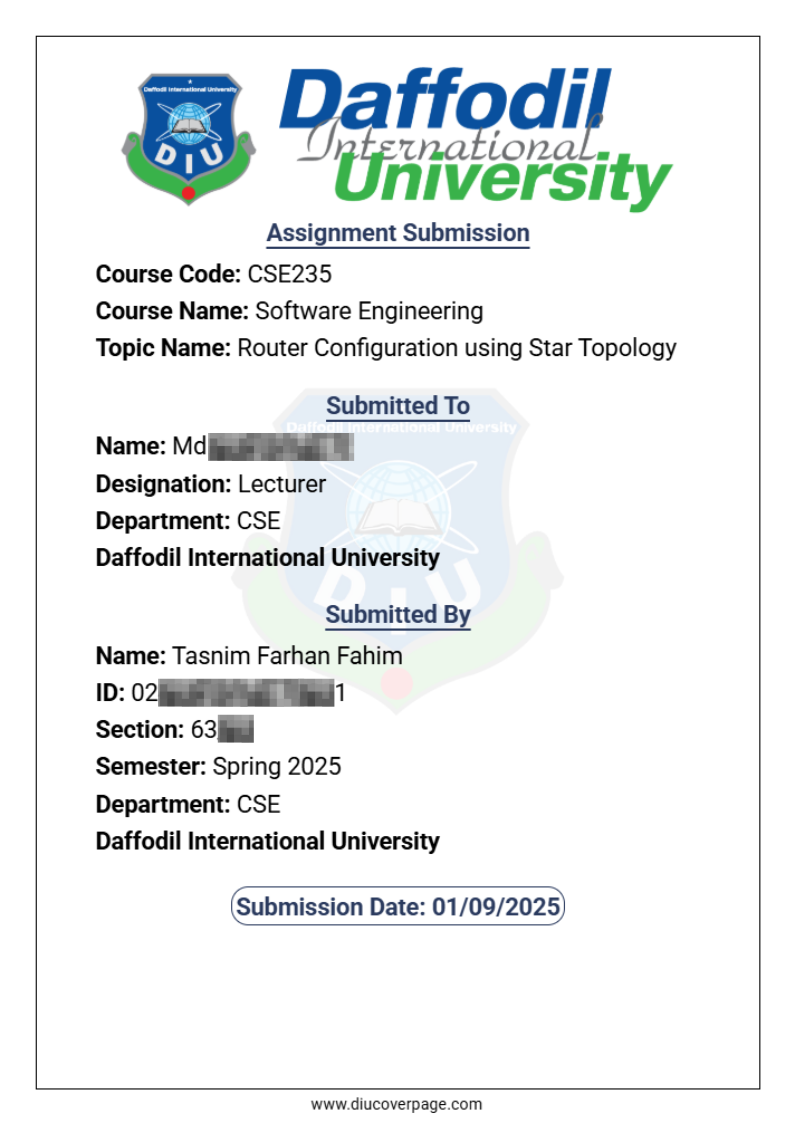 Daffodil International University
DIU
Daffodil
International
University
Assignment Submission
Course Code: CSE235
Course Name: Software Engineering
Topic Name: Router Configuration using Star Topology
Submitted To
Daffodil International University
Name: Md
Designation: Lecturer
Department: CSE
Daffodil International University
DIU
Submitted By
Name: Tasnim Farhan Fahim
ID: 02 1
Section: 63
Semester: Spring 2025
Department: CSE
Daffodil International University
Submission Date: 01/09/2025
www.diucoverpage.com